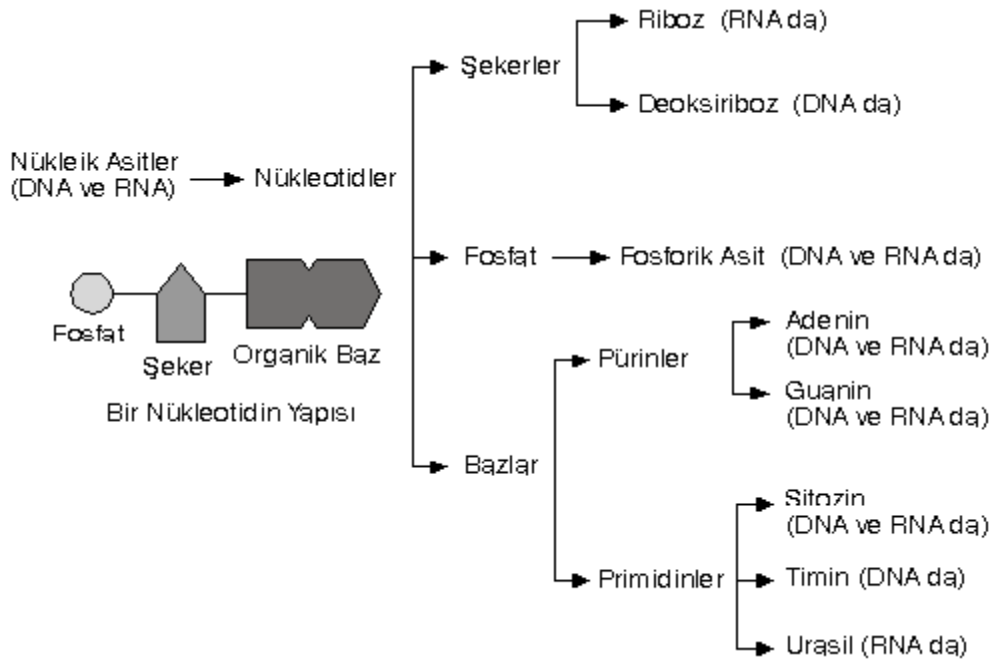 Nükleik Asitler
(DNA ve RNA)
Nükleotidler
Şekerler
Riboz (RNA da)
Deoksiriboz (DNA da)
Fosfat
Fosforik Asit (DNA ve RNA da)
Bazlar
Pürinler
Adenin
(DNA ve RNA da)
Guanin
(DNA ve RNA da)
Primidinler
Sitozin
(DNA ve RNA da)
Timin (DNA da)
Urasil (RNA da)
Fosfat
Şeker
Organik Baz
Bir Nükleotidin Yapısı